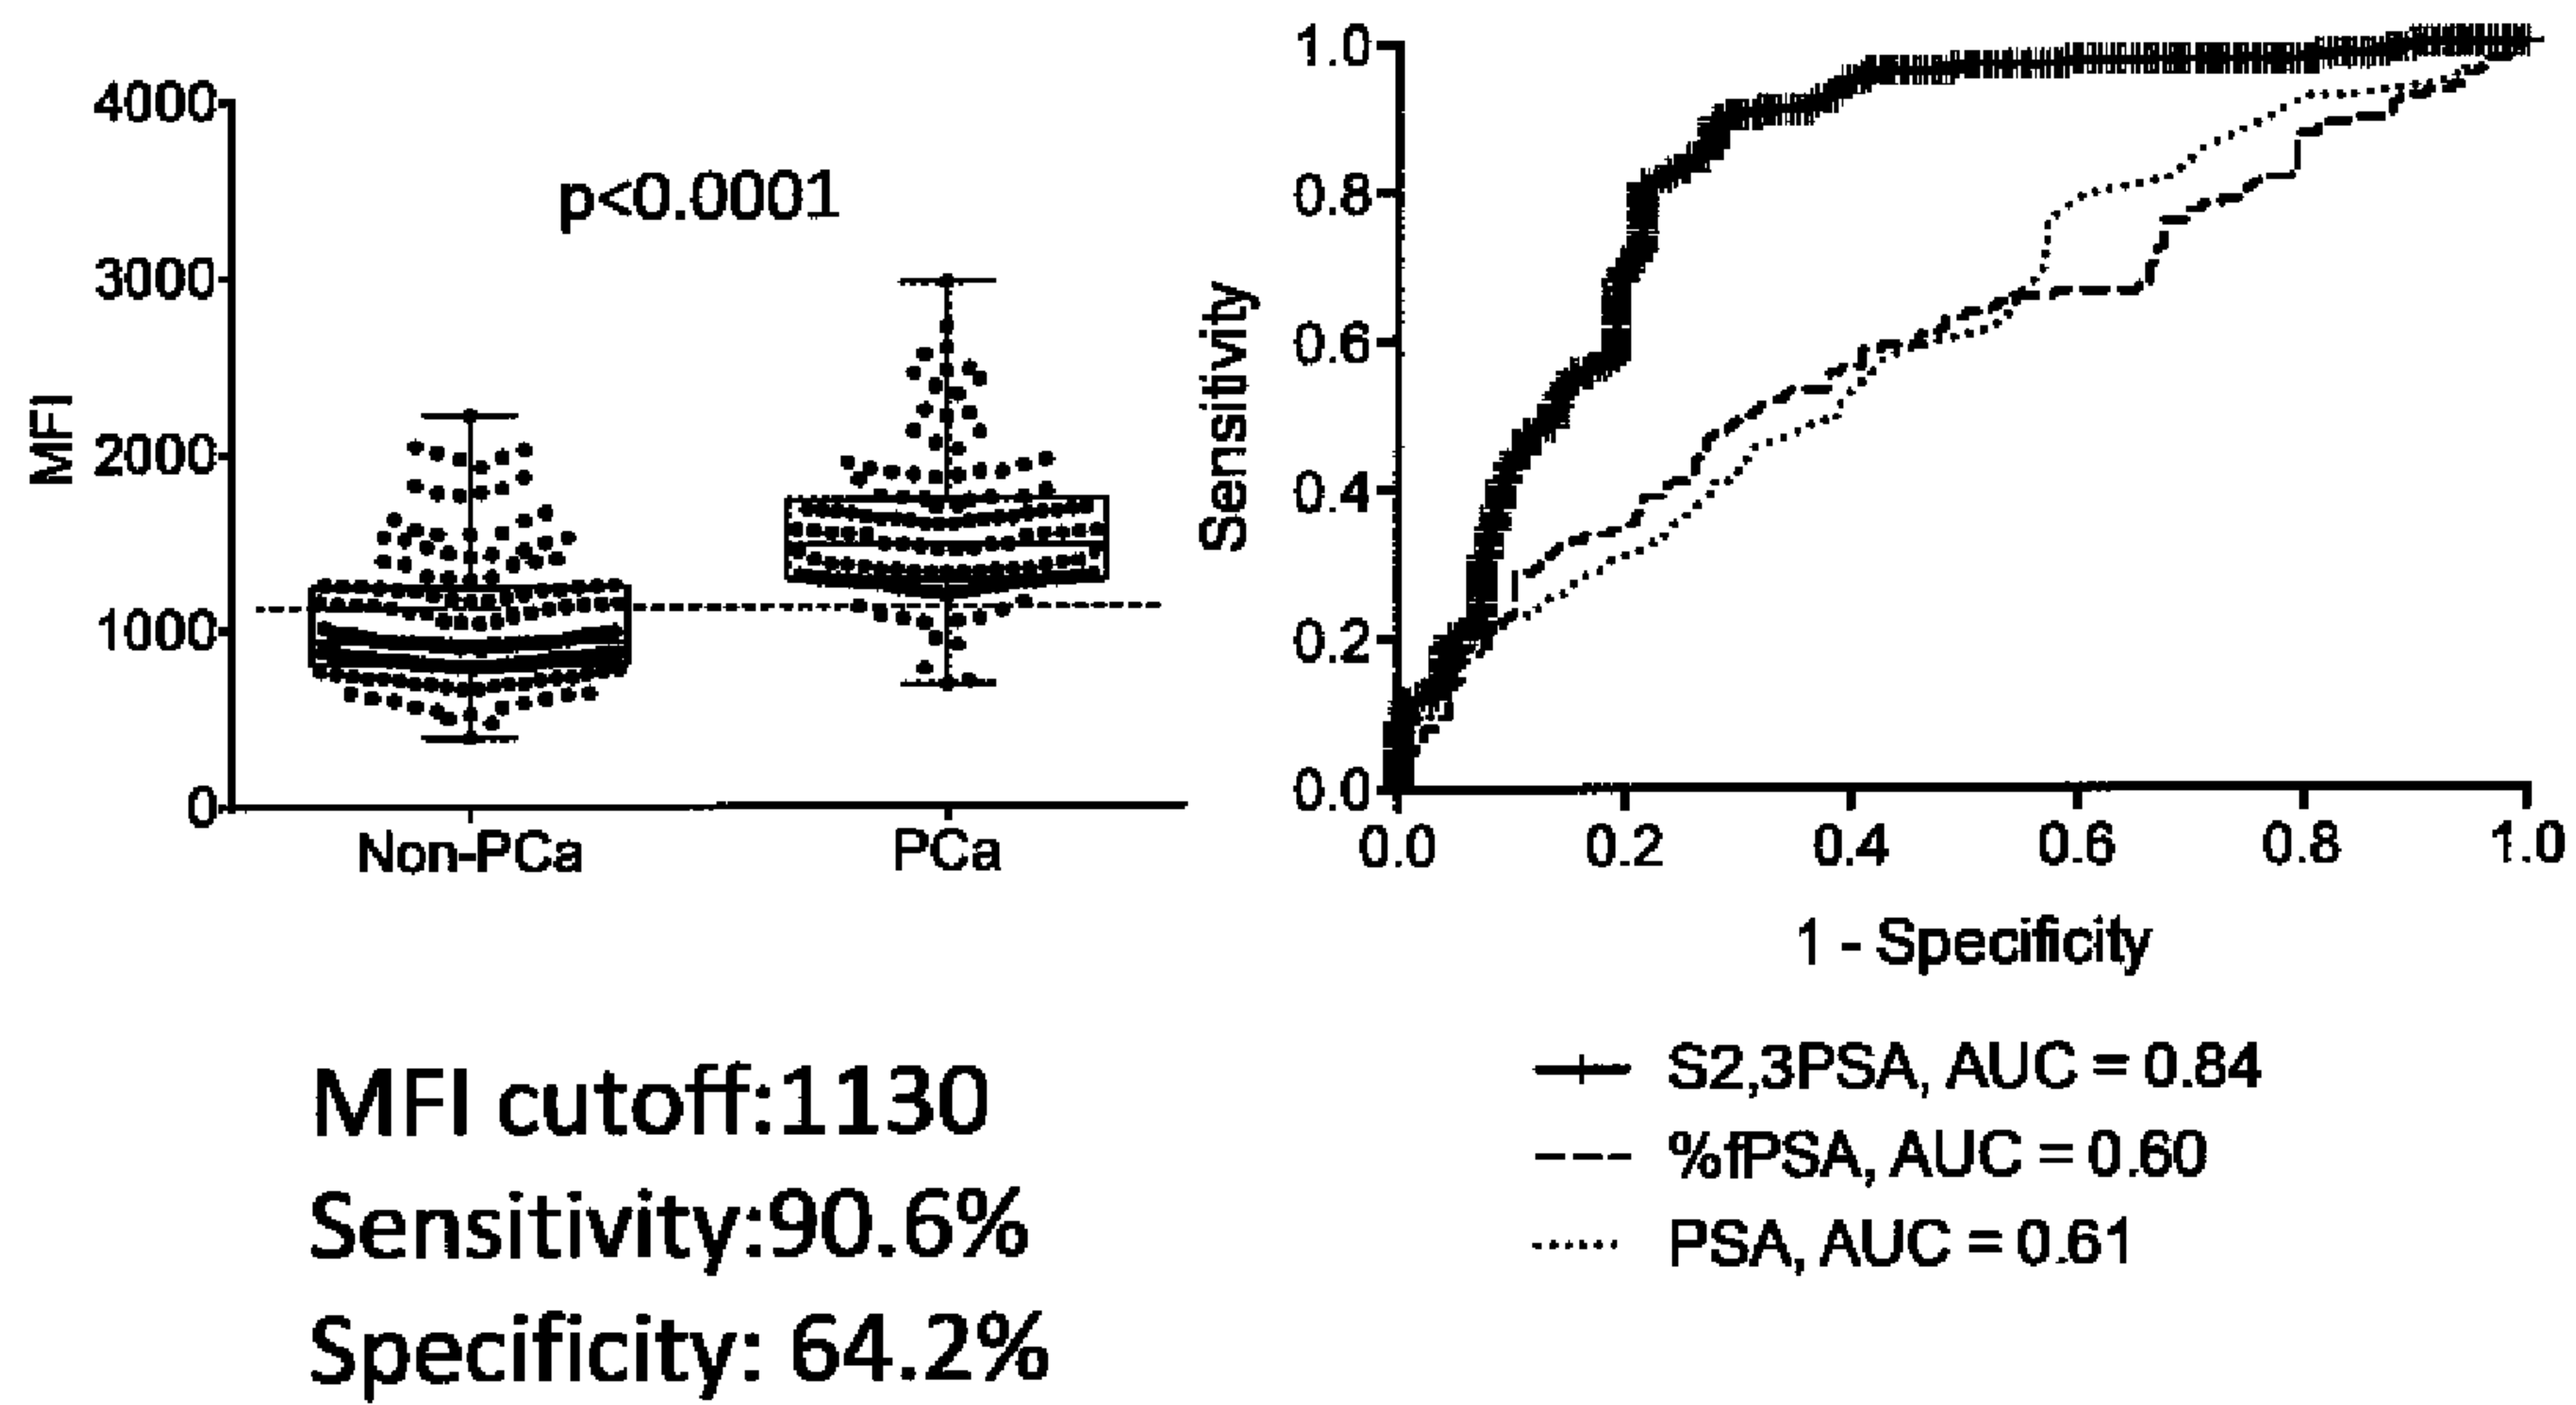 4000
3000
2000
1000
0
MFI
p<0.0001
Non-PCa
PCa
MFI cutoff:1130
Sensitivity:90.6%
Specificity: 64.2%
1.0
0.8
0.6
0.4
0.2
0.0
Sensitivity
0.0 0.2 0.4 0.6 0.8 1.0
1 - Specificity
S2,3PSA, AUC = 0.84
%fPSA, AUC = 0.60
PSA, AUC = 0.61